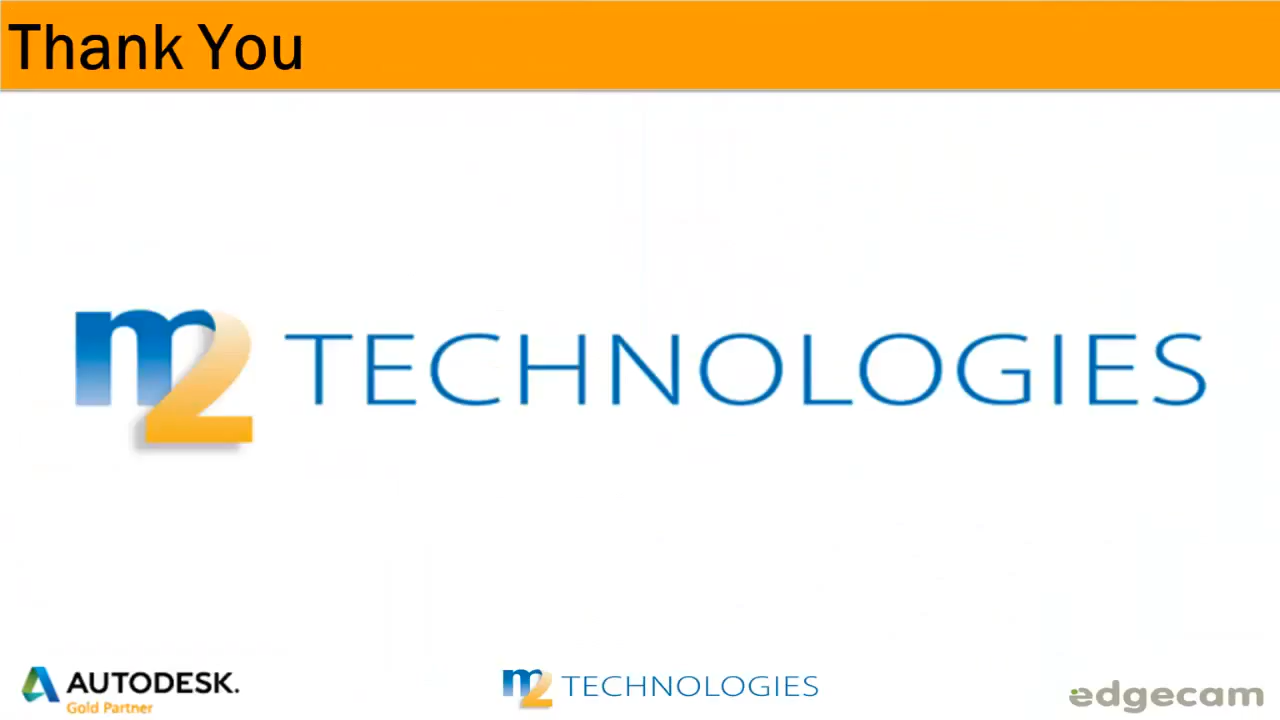 Thank You
m2 TECHNOLOGIES
AUTODESK.
Gold Partner
m2 TECHNOLOGIES
edgecam